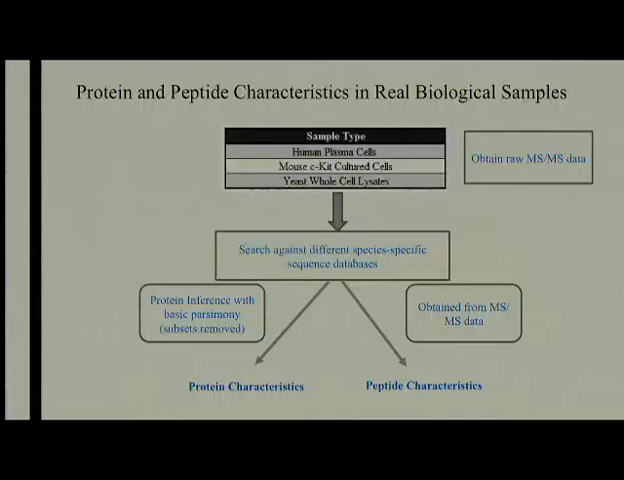 Protein and Peptide Characteristics in Real Biological Samples
Sample Type
Human Plasma Cells
Mouse c-Kit Cultured Cells
Yeast Whole Cell Lysates
Obtain raw MS/MS data
Search against different species-specific
sequence databases
Protein Inference with
basic parsimony
(subsets removed)
Obtained from MS/
MS data
Protein Characteristics
Peptide Characteristics